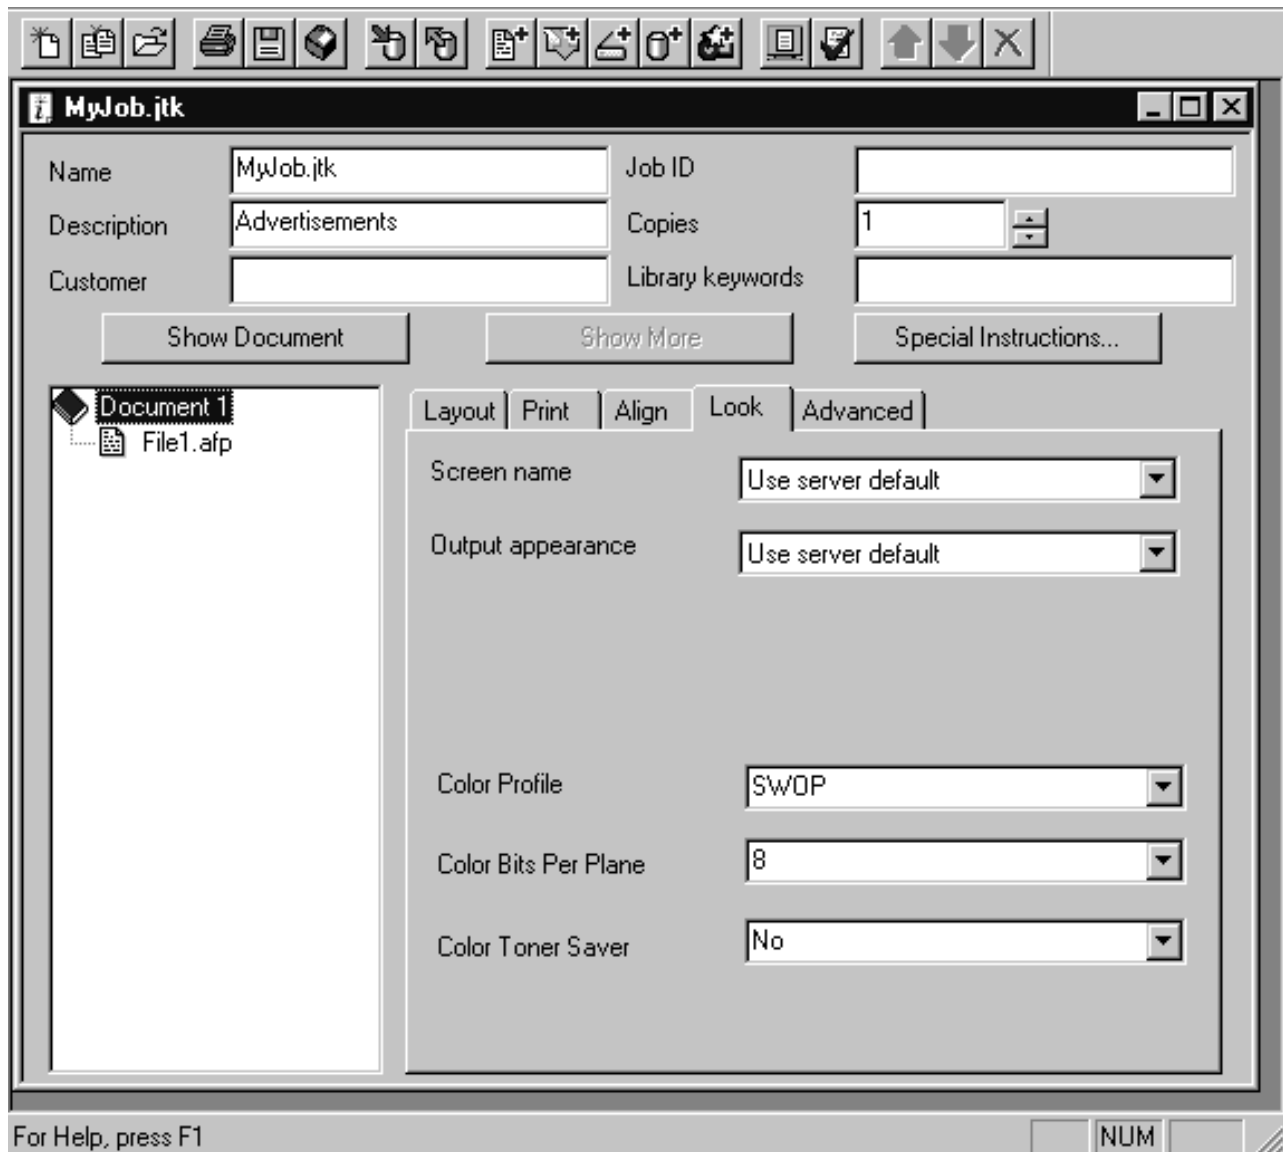 MyJob.jtk
Name MyJob.jtk Job ID
Description Advertisements Copies 1
Customer Library keywords
Show Document Show More Special Instructions...
Document 1
File1.afp
Layout Print Align Look Advanced
Screen name Use server default
Output appearance Use server default
Color Profile SWOP
Color Bits Per Plane 8
Color Toner Saver No
For Help, press F1 NUM